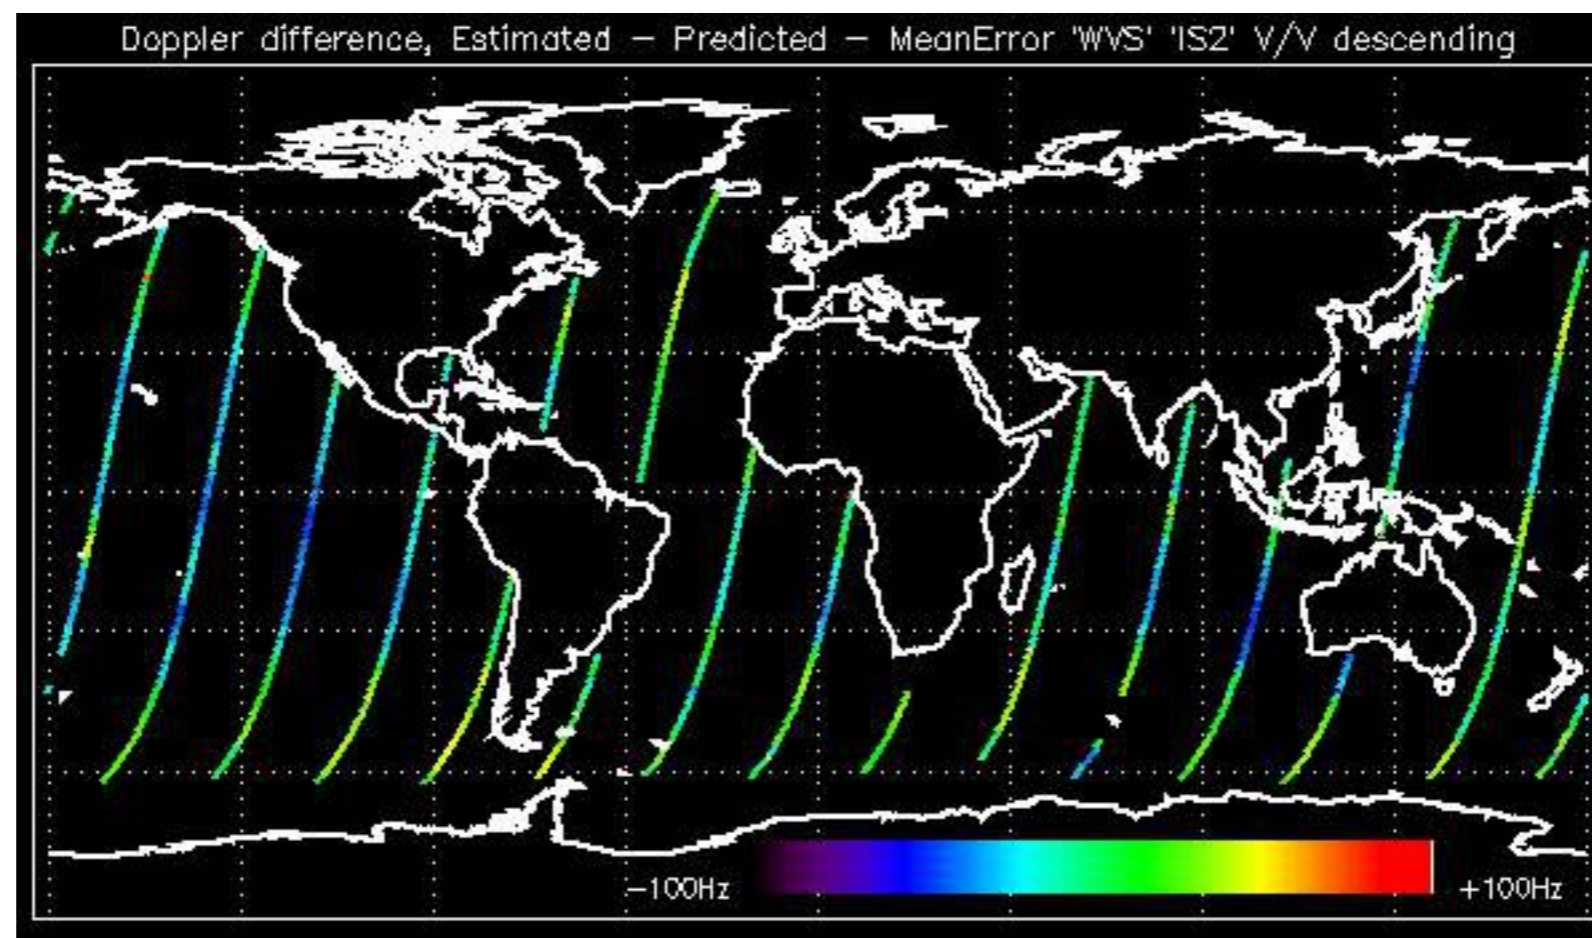 Doppler difference, Estimated – Predicted – MeanError 'WVS' 'IS2' V/V descending
–100Hz +100Hz